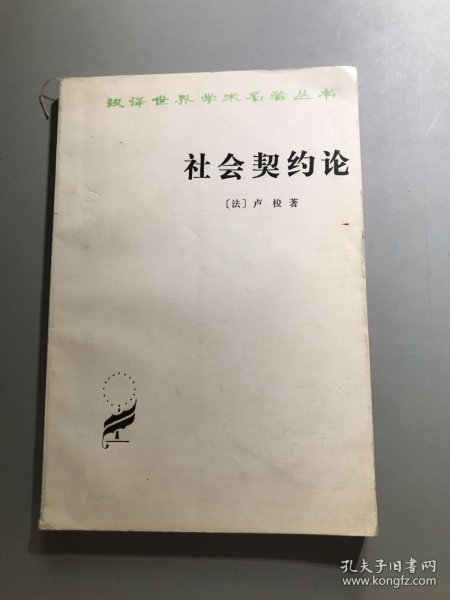 汉译世界学术名著丛书
社会契约论
〔法〕卢 梭 著
孔夫子旧书网
www.kongfz.com